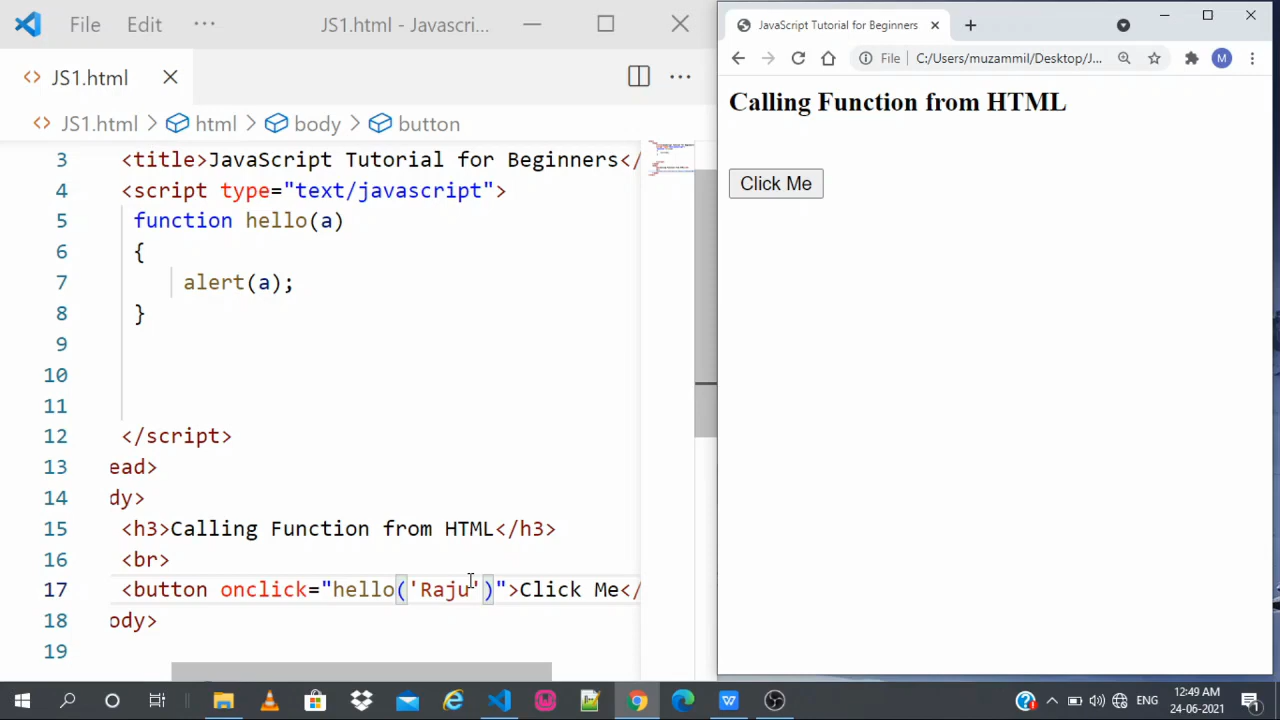 File Edit ··· JS1.html - Javascri...
JS1.html
JS1.html > html > body > button
3 <title>JavaScript Tutorial for Beginners</
4 <script type="text/javascript">
5 function hello(a)
6 {
7 alert(a);
8 }
9
10
11
12 </script>
13 ead>
14 dy>
15 <h3>Calling Function from HTML</h3>
16 <br>
17 <button onclick="hello('Raju')">Click Me</
18 ody>
19
JavaScript Tutorial for Beginners
File C:/Users/muzammil/Desktop/J... M
Calling Function from HTML
Click Me
ENG
12:49 AM
24-06-2021